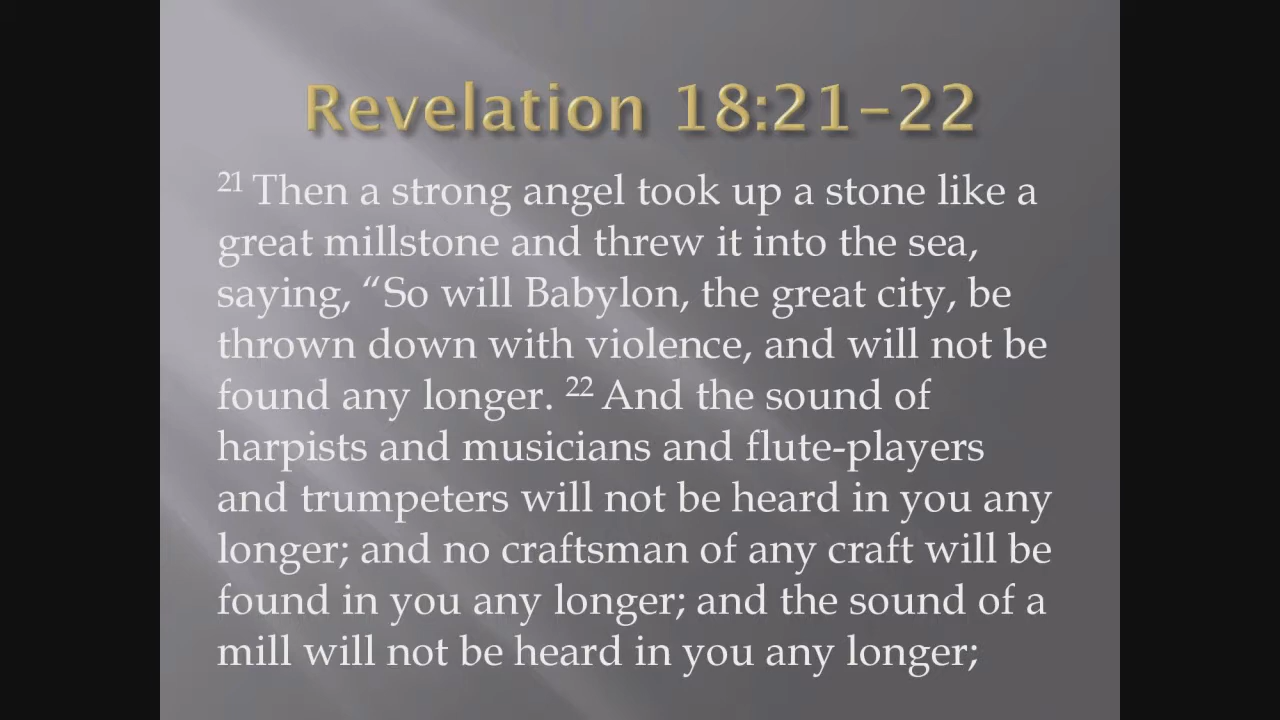 Revelation 18:21-22
21 Then a strong angel took up a stone like a
great millstone and threw it into the sea,
saying, “So will Babylon, the great city, be
thrown down with violence, and will not be
found any longer. 22 And the sound of
harpists and musicians and flute-players
and trumpeters will not be heard in you any
longer; and no craftsman of any craft will be
found in you any longer; and the sound of a
mill will not be heard in you any longer;